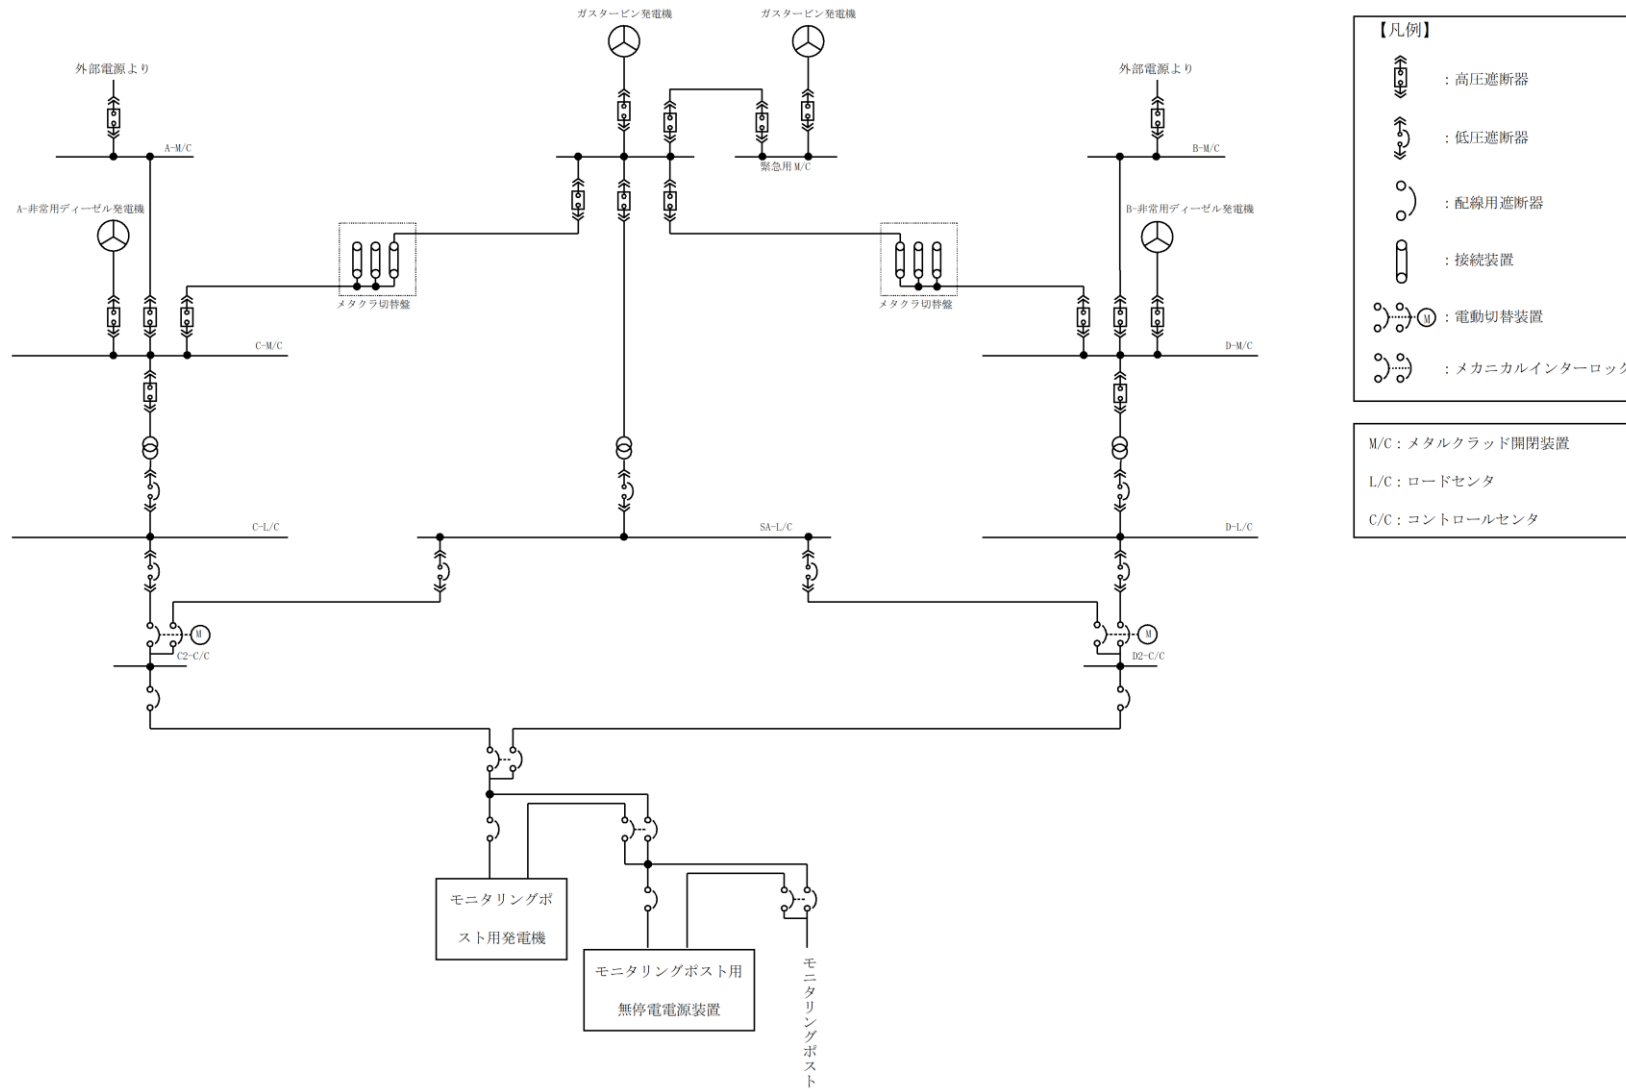 ガスタービン発電機
ガスタービン発電機
外部電源より
外部電源より
A-M/C
緊急用M/C
B-M/C
A-非常用ディーゼル発電機
B-非常用ディーゼル発電機
メタクラ切替盤
メタクラ切替盤
C-M/C
D-M/C
C-L/C
SA-L/C
D-L/C
M
M
C2-C/C
D2-C/C
モニタリングポ
スト用発電機
モニタリングポスト用
無停電電源装置
モニタリングポスト
【凡例】
：高圧遮断器
：低圧遮断器
：配線用遮断器
：接続装置
M
：電動切替装置
：メカニカルインターロック
M/C：メタルクラッド開閉装置
L/C：ロードセンタ
C/C：コントロールセンタ